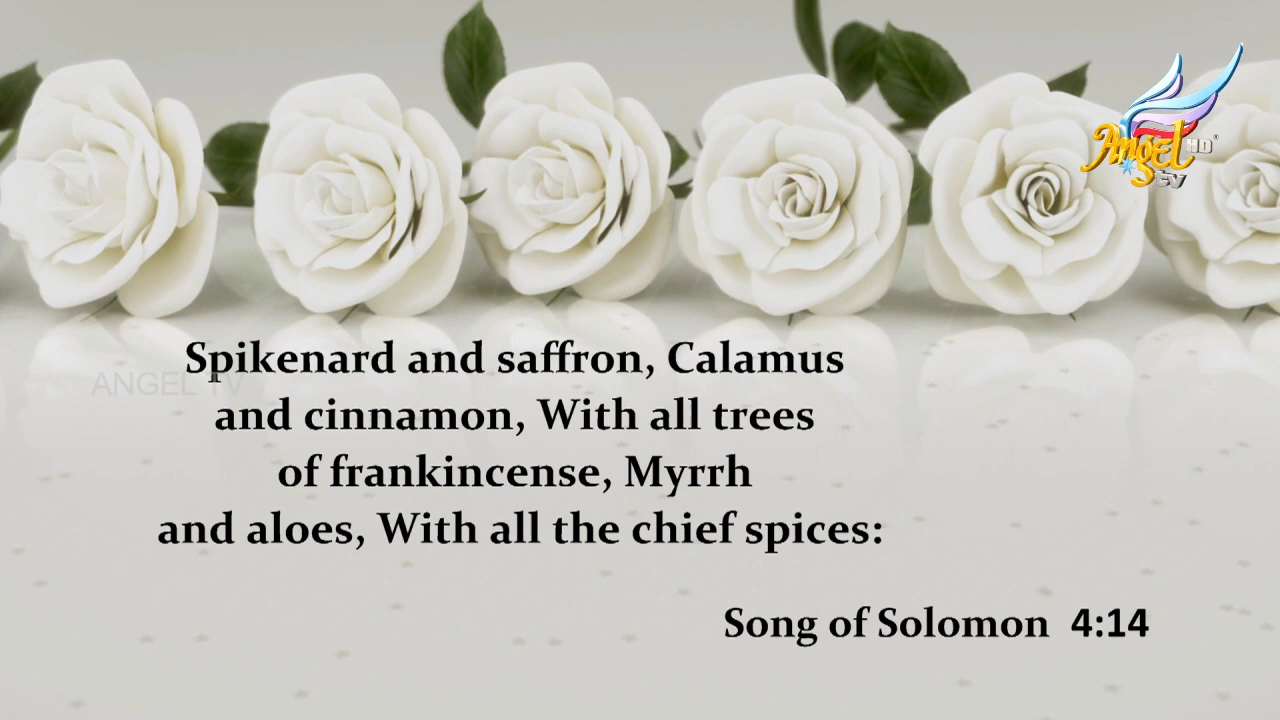 Angel HD
TV
Spikenard and saffron, Calamus
ANGEL TV
and cinnamon, With all trees
of frankincense, Myrrh
and aloes, With all the chief spices:
Song of Solomon 4:14